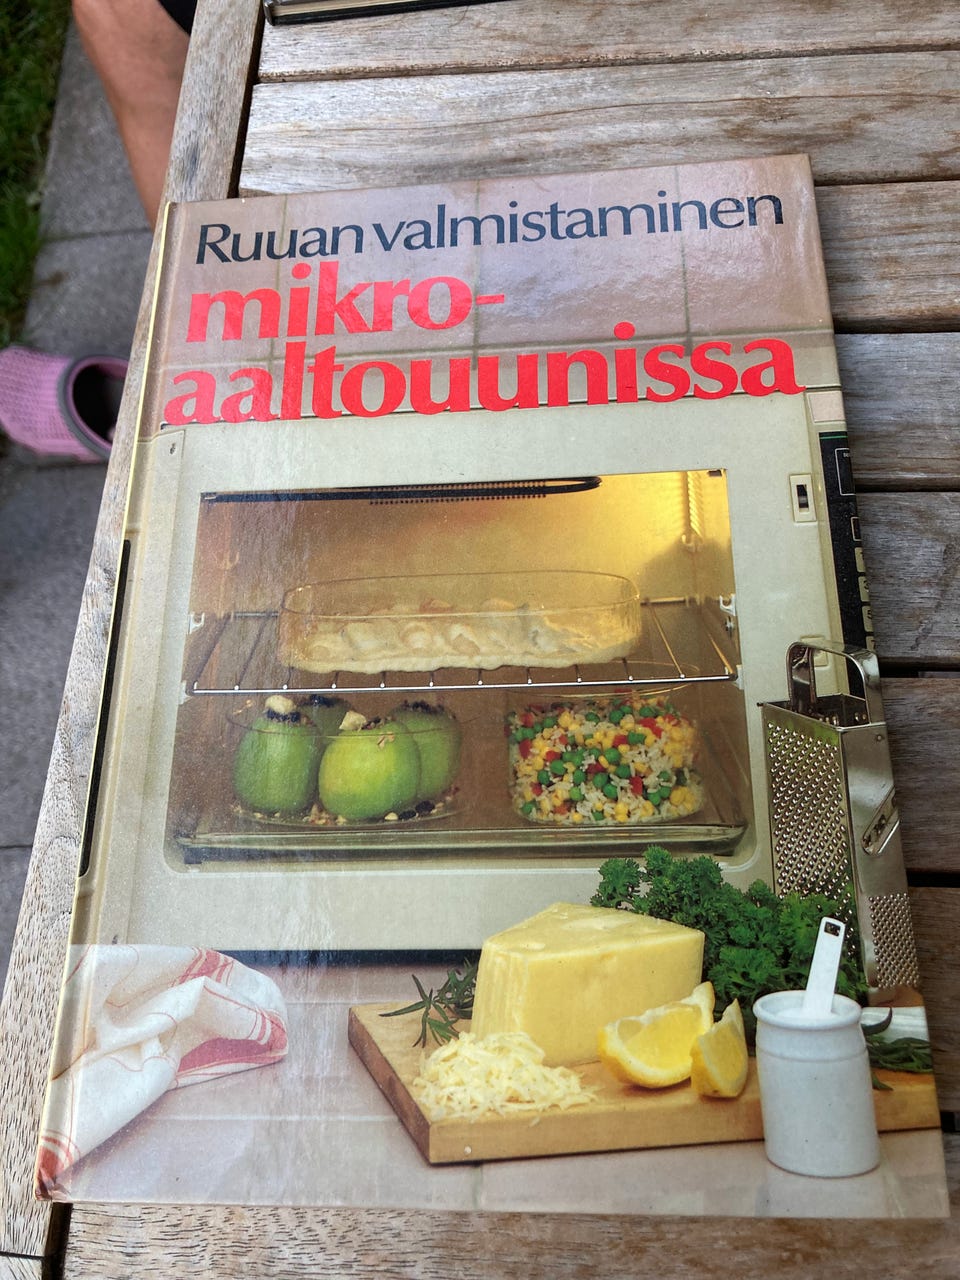 Ruuan valmistaminen
mikro-
aaltouunissa